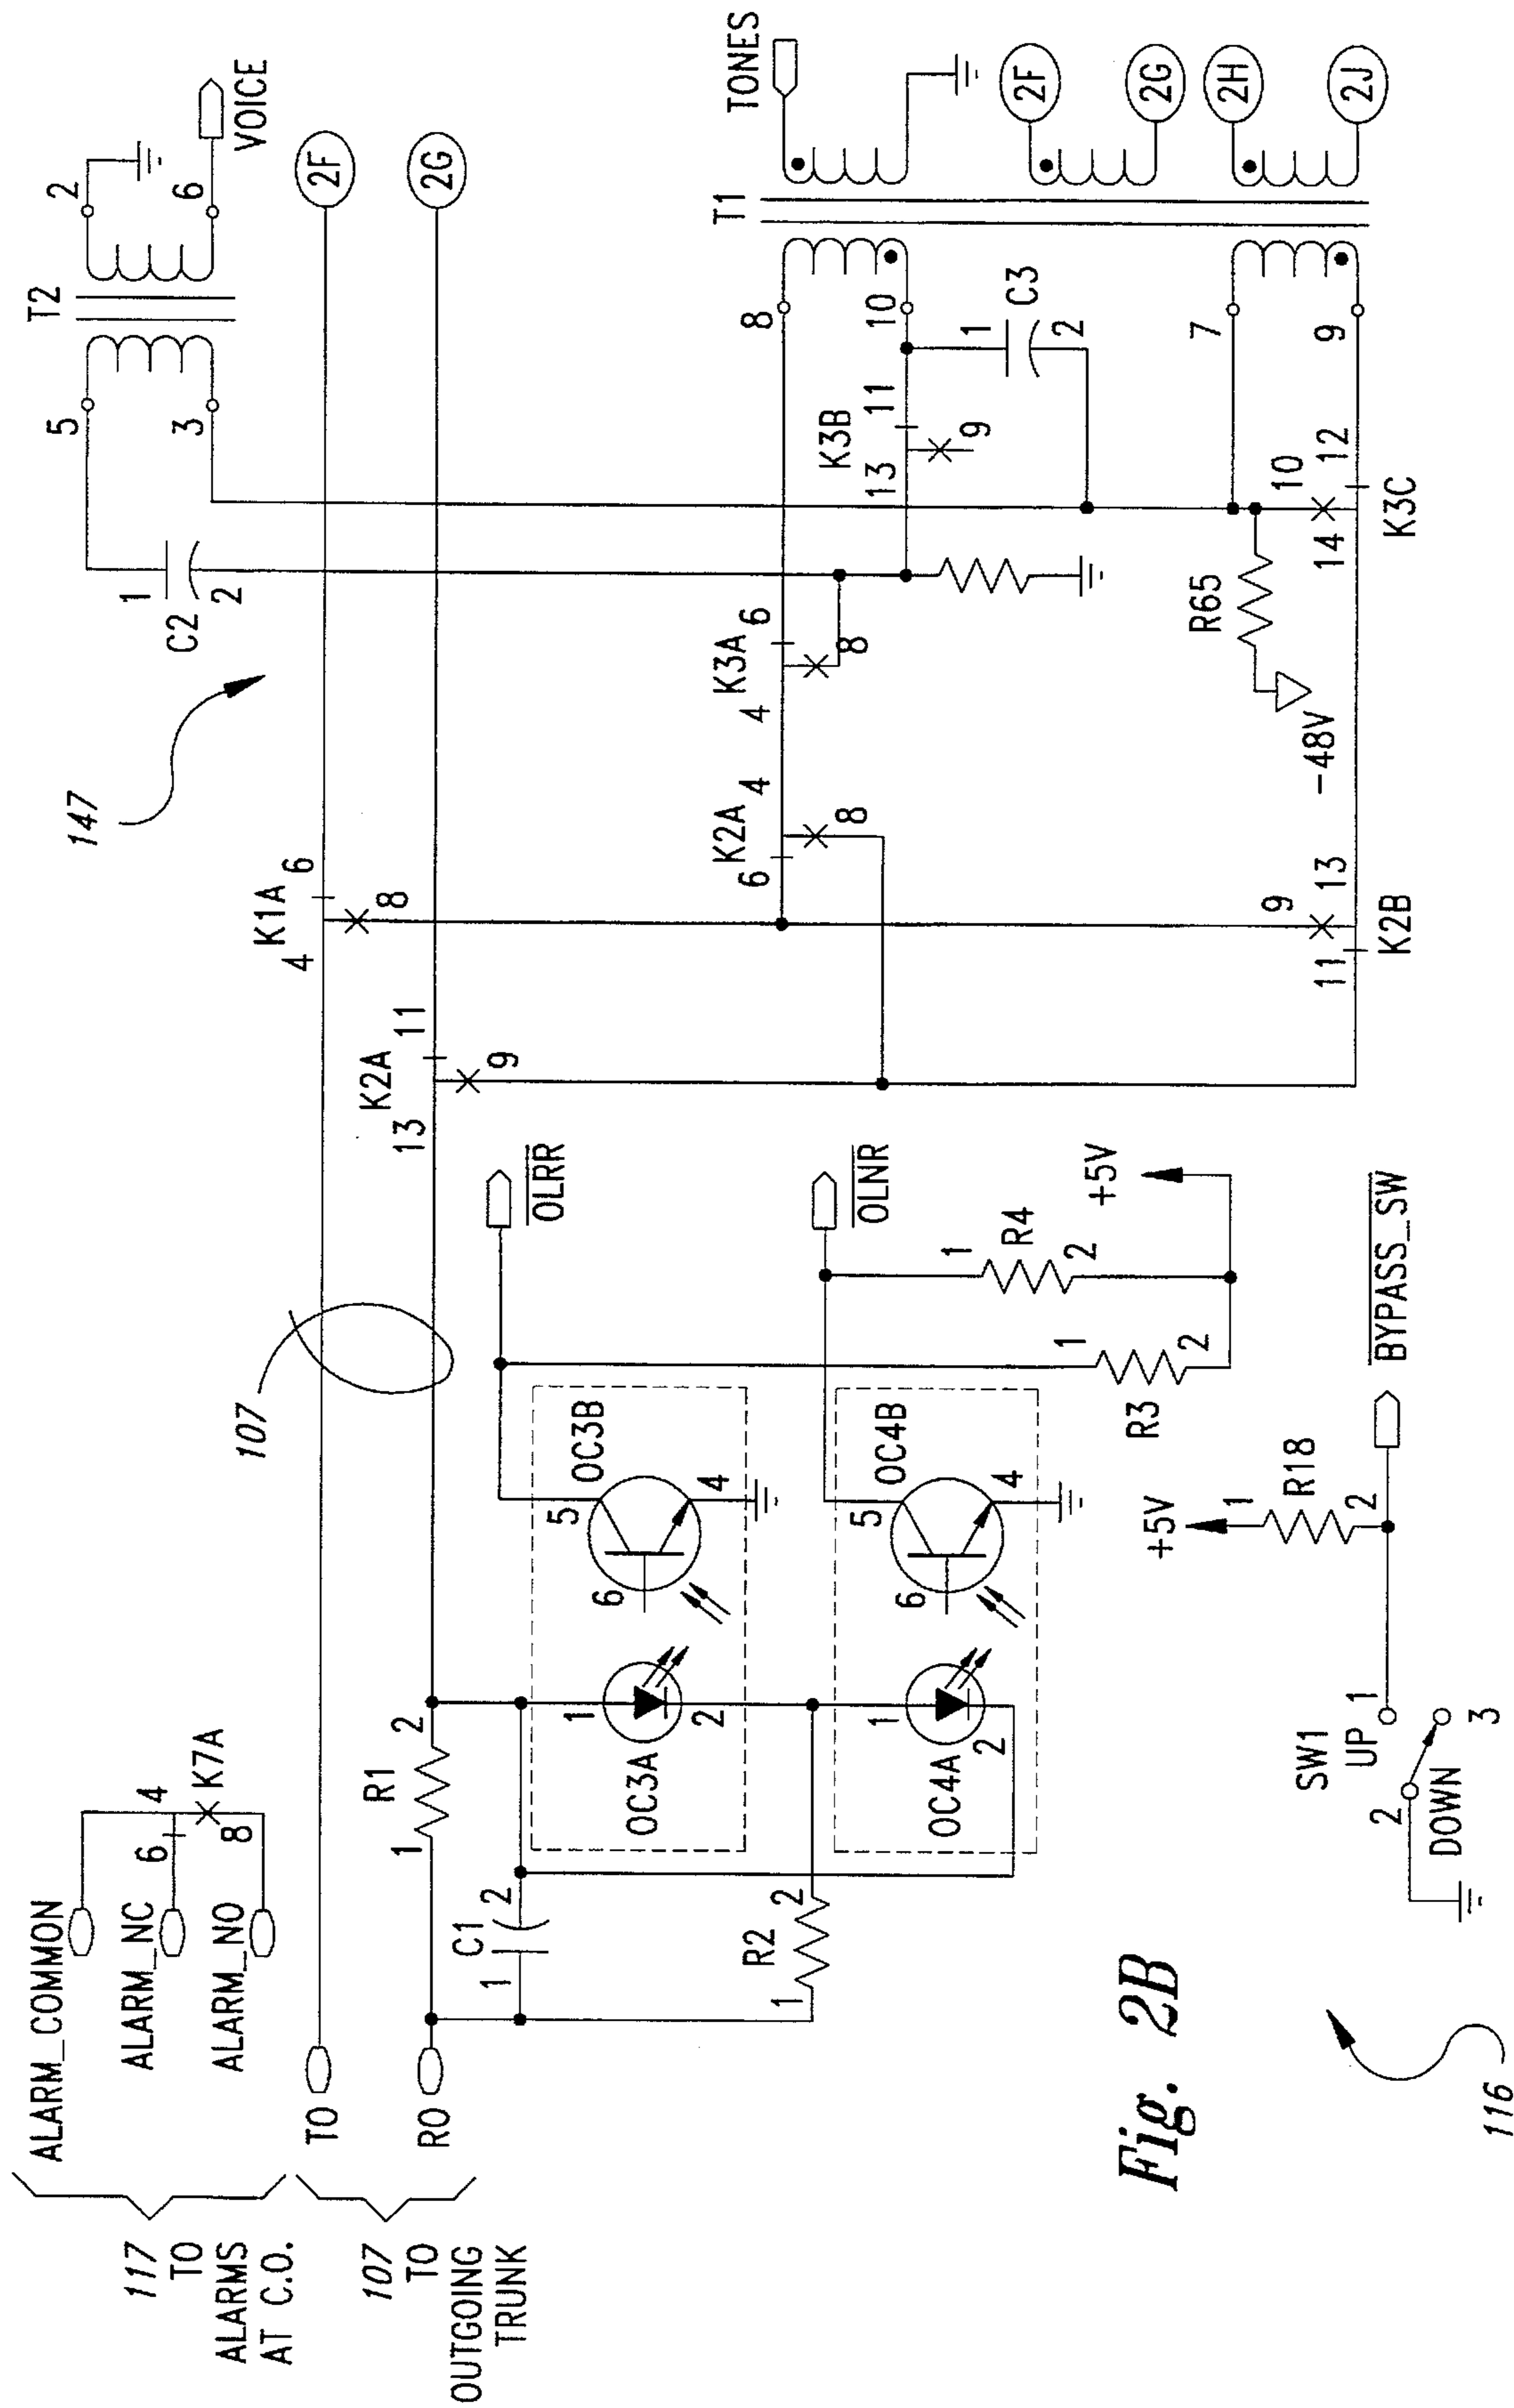 117
TO
ALARMS
AT C.O.
ALARM_COMMON
ALARM_NC
ALARM_NO
4
6
8
K7A
107
TO
OUTGOING
TRUNK
TO
RO
1
R1
2
1
C1
2
1
R2
2
OC3A
1
2
OC3B
5
6
4
OC4A
1
2
OC4B
5
6
4
107
OLRR
OLNR
R3
1
2
R4
1
2
+5V
SW1
UP
1
2
DOWN
3
+5V
1
R18
2
BYPASS_SW
116
Fig. 2B
147
K1A
4
6
8
K2A
13
11
9
K2A
6
4
8
K2B
11
13
9
K3A
4
6
8
K3B
13
11
9
K3C
14
12
10
R65
-48V
C2
1
2
C3
1
2
T2
5
3
2
6
VOICE
2F
2G
T1
8
10
7
9
TONES
2F
2G
2H
2J